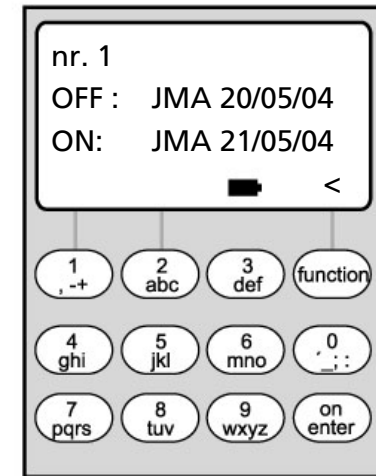 nr. 1
OFF : JMA 20/05/04
ON: JMA 21/05/04
<
1 2 3 function
, -+ abc def
4 5 6 0
ghi jkl mno ´_; :
7 8 9 on
pqrs tuv wxyz enter